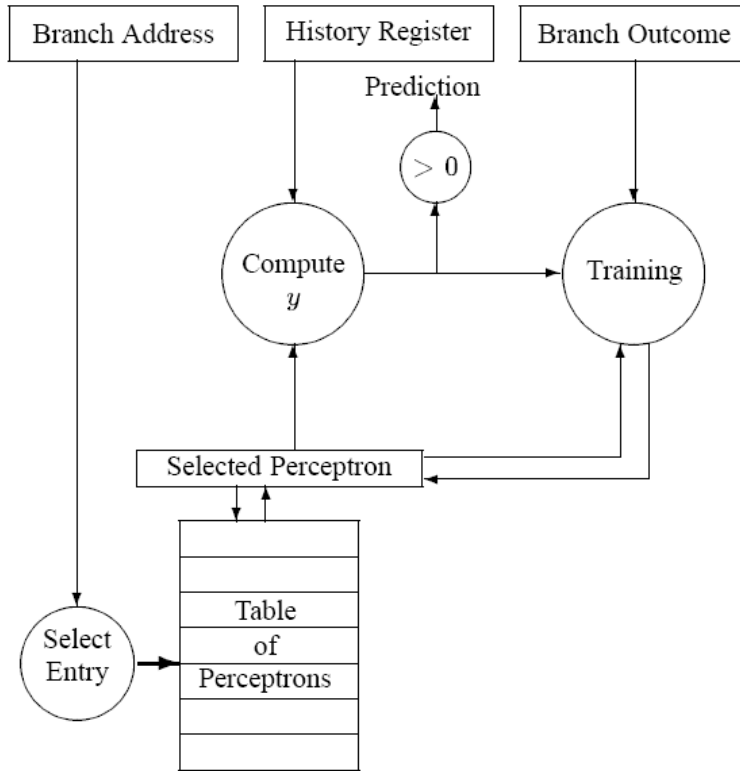 Branch Address
History Register
Branch Outcome
Prediction
> 0
Compute
y
Training
Selected Perceptron
Table
of
Perceptrons
Select
Entry